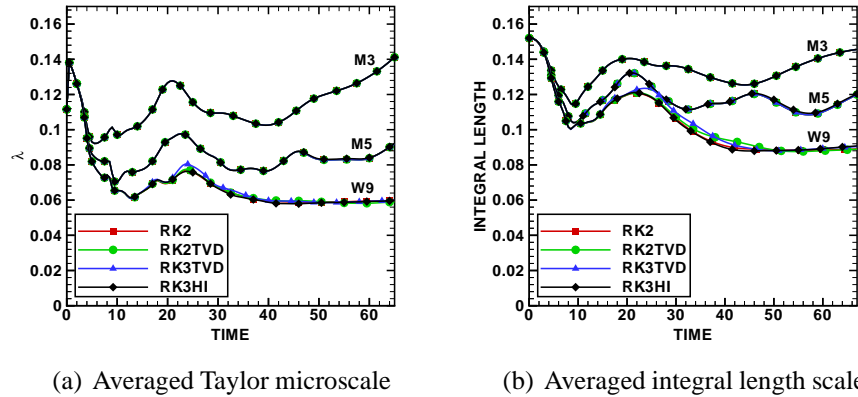 λ
0.16
0.14
0.12
0.1
0.08
0.06
0.04
0.02
0
0 10 20 30 40 50 60
TIME
M3
M5
W9
RK2
RK2TVD
RK3TVD
RK3HI
(a) Averaged Taylor microscale
INTEGRAL LENGTH
0.16
0.14
0.12
0.1
0.08
0.06
0.04
0.02
0
0 10 20 30 40 50 60
TIME
M3
M5
W9
RK2
RK2TVD
RK3TVD
RK3HI
(b) Averaged integral length scale